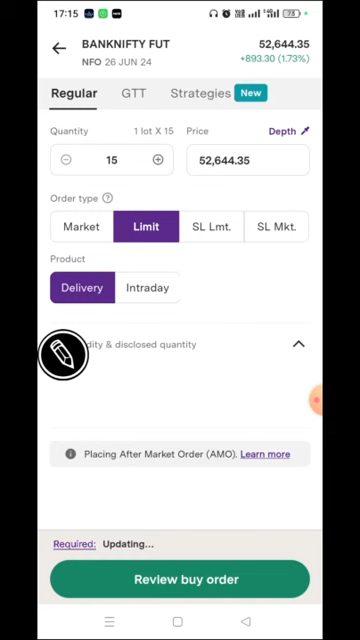 17:15
73
BANKNIFTY FUT 52,644.35
NFO 26 JUN 24 +893.30 (1.73%)
Regular GTT Strategies New
Quantity 1 lot X 15 Price Depth
15 52,644.35
Order type
Market Limit SL Lmt. SL Mkt.
Product
Delivery Intraday
dity & disclosed quantity
Placing After Market Order (AMO). Learn more
Required: Updating...
Review buy order